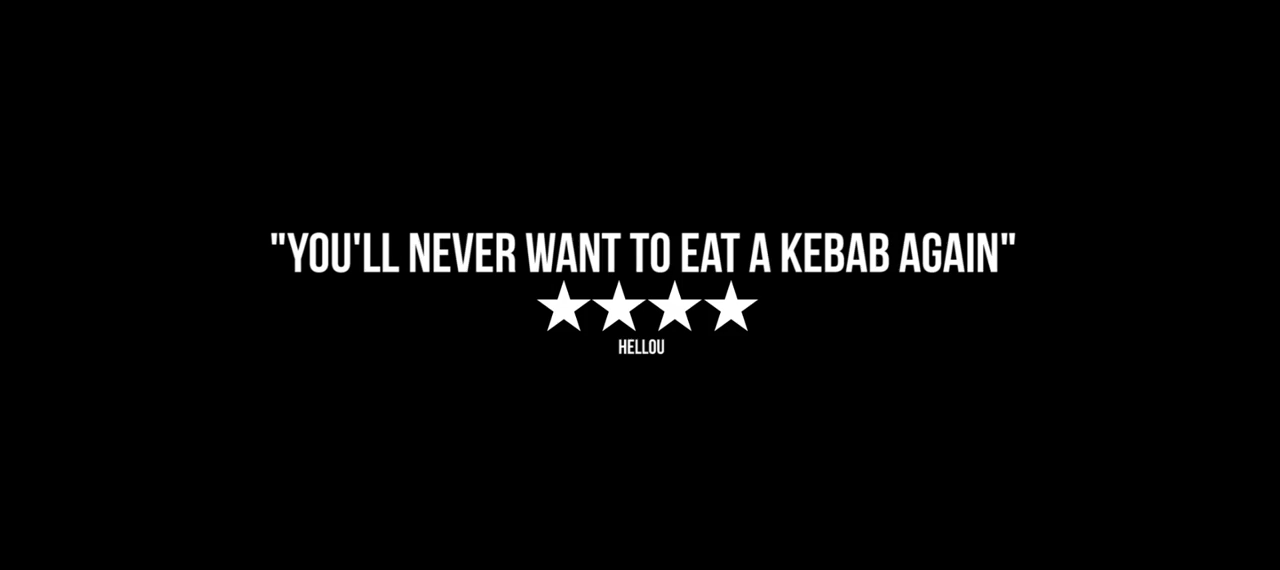 "YOU'LL NEVER WANT TO EAT A KEBAB AGAIN"
★★★★
HELLOU